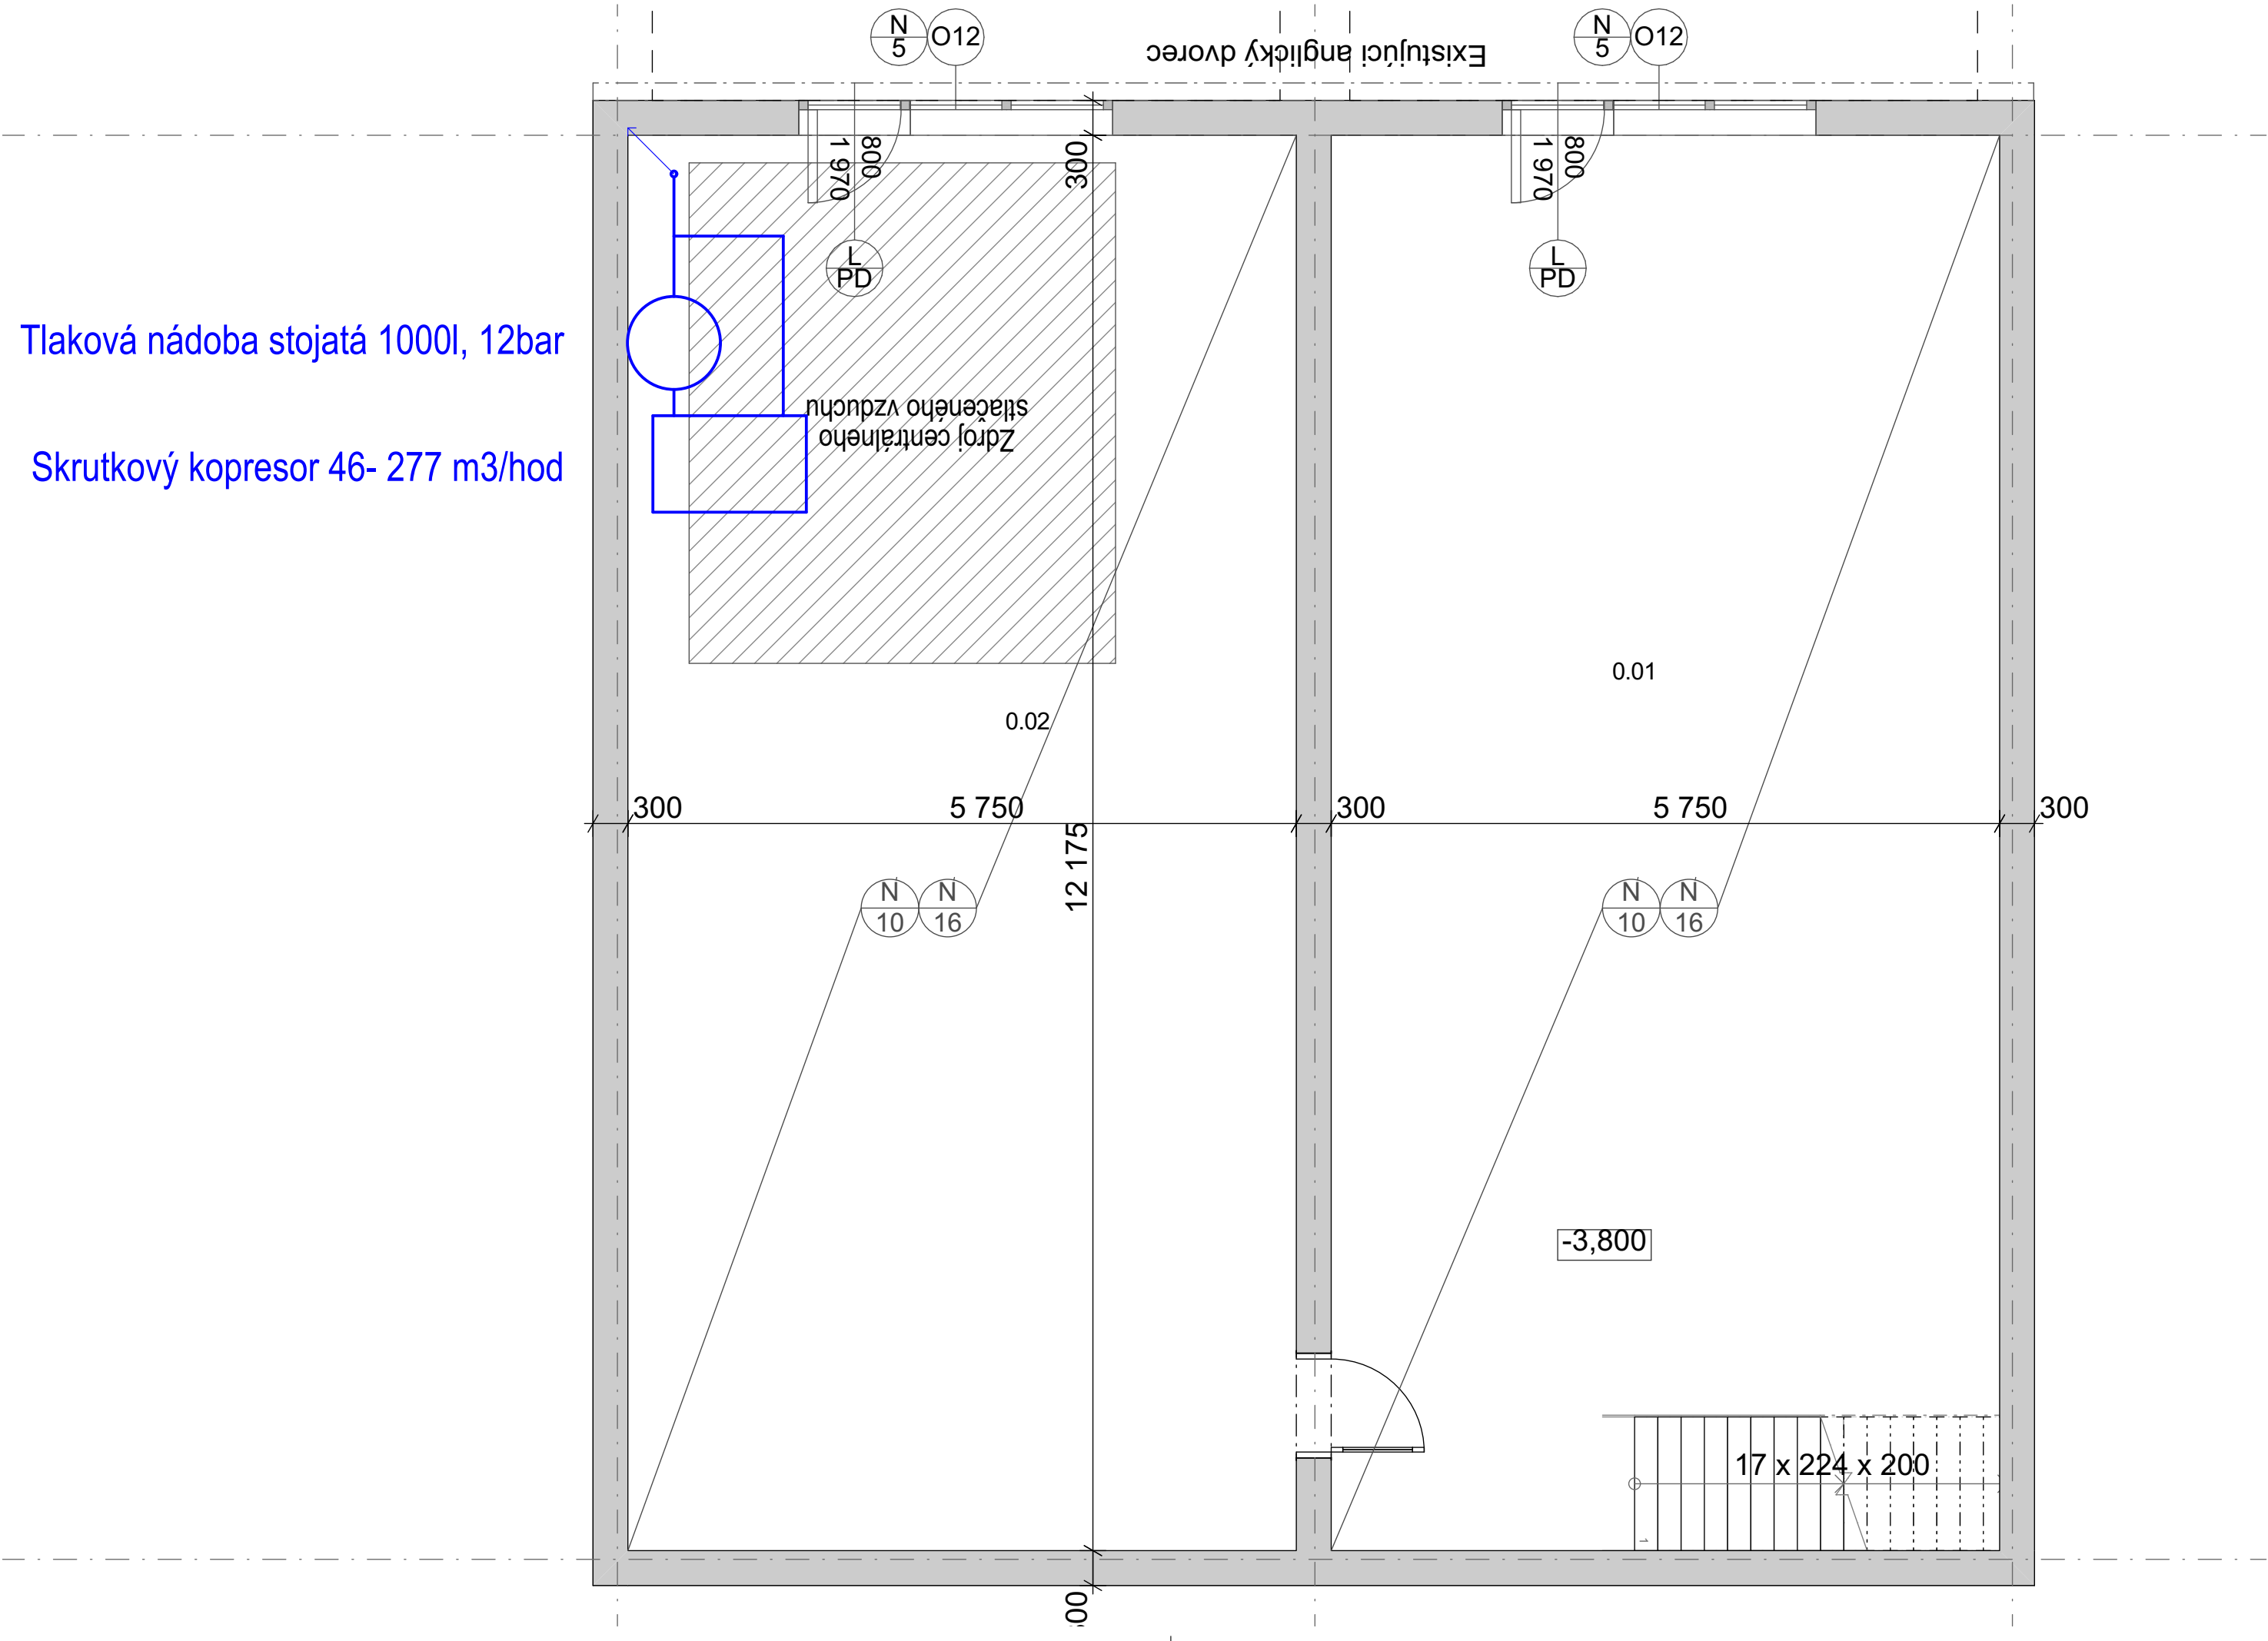 N
5
O12
Existujúci anglický dvorec
N
5
O12
800
1 970
300
800
1 970
L
PD
L
PD
Tlaková nádoba stojatá 1000l, 12bar
Zdroj centrálneho
stlačeného vzduchu
Skrutkový kopresor 46- 277 m3/hod
0.01
0.02
300
5 750
300
5 750
300
12 175
N
10
N
16
N
10
N
16
-3,800
17 x 224 x 200
1